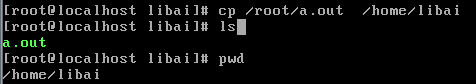 [root@localhost libai]# cp /root/a.out  /home/libai
[root@localhost libai]# ls
a.out
[root@localhost libai]# pwd
/home/libai